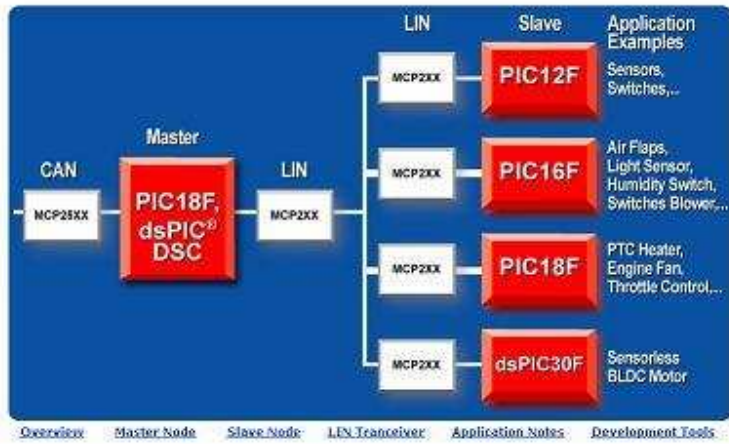 LIN
Slave
Application
Examples
MCP2XX
PIC12F
Sensors,
Switches,...
Master
CAN
LIN
MCP25XX
PIC18F,
dsPIC®
DSC
MCP2XX
MCP2XX
PIC16F
Air Flaps,
Light Sensor,
Humidity Switch,
Switches Blower,...
MCP2XX
PIC18F
PTC Heater,
Engine Fan,
Throttle Control,...
MCP2XX
dsPIC30F
Sensorless
BLDC Motor
Overview
Master Node
Slave Node
LIN Tranceiver
Application Notes
Development Tools